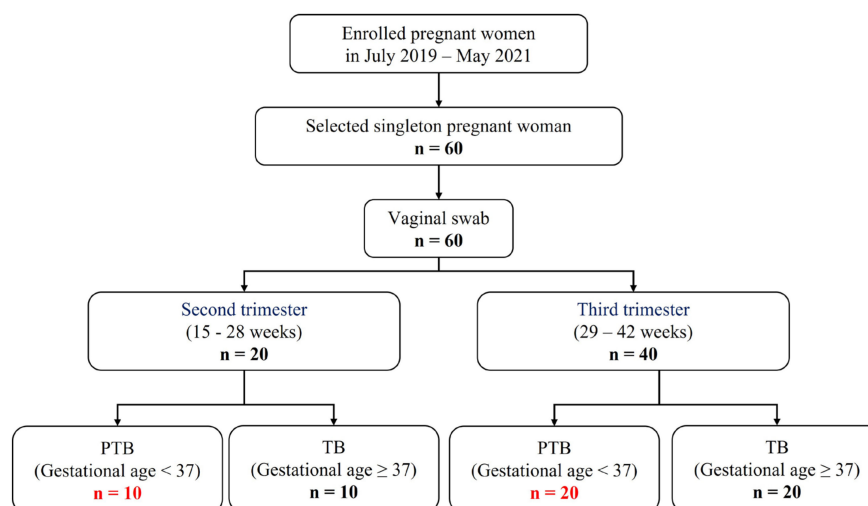 Enrolled pregnant women
in July 2019 – May 2021
Selected singleton pregnant woman
n = 60
Vaginal swab
n = 60
Second trimester
(15 - 28 weeks)
n = 20
Third trimester
(29 – 42 weeks)
n = 40
PTB
(Gestational age < 37)
n = 10
TB
(Gestational age ≥ 37)
n = 10
PTB
(Gestational age < 37)
n = 20
TB
(Gestational age ≥ 37)
n = 20